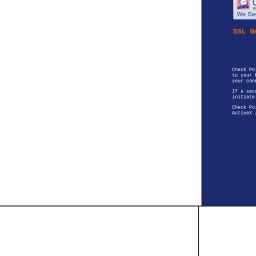 We Se
SSL Ne
Check Po
to your
your con
If a sec
initiate
Check Po
ActiveX